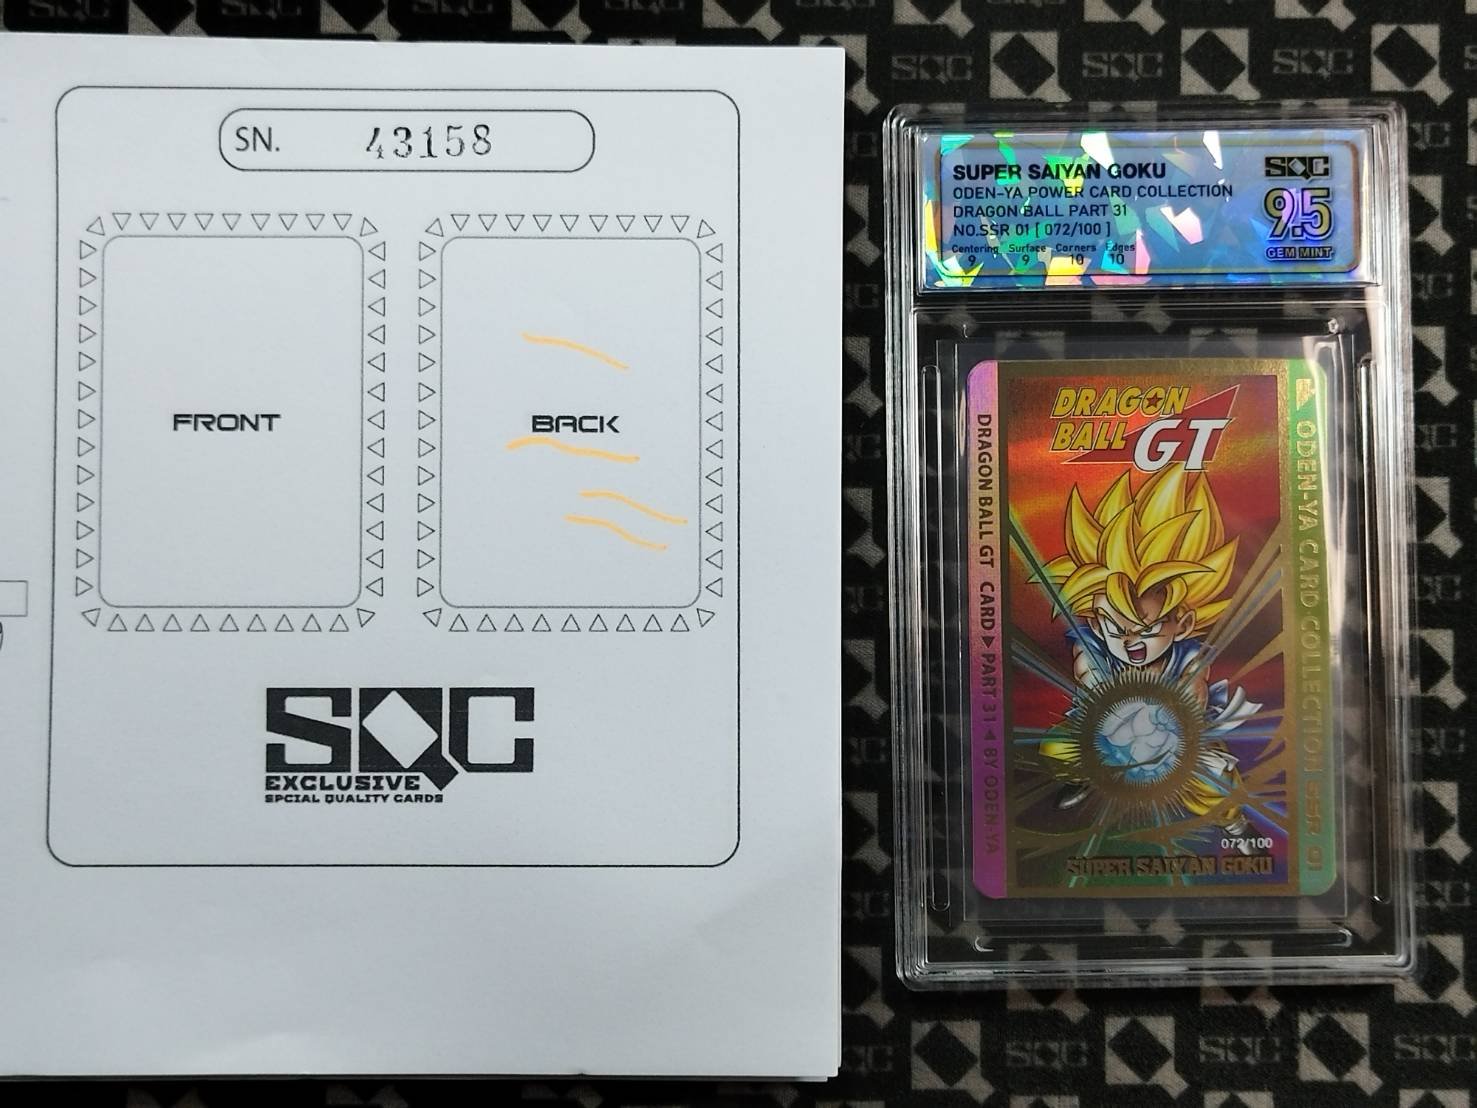 SN. 43158
FRONT
BACK
SQC
EXCLUSIVE
SPCIAL QUALITY CARDS
SUPER SAIYAN GOKU
ODEN-YA POWER CARD COLLECTION
DRAGON BALL PART 31
NO.SSR 01 [ 072/100 ]
Centering Surface Corners Edges
9 9 10 10
SQC
9.5
GEM MINT
DRAGON
BALL GT
DRAGON BALL GT CARD ▶ PART 31 ◀ BY ODEN-YA
ODEN-YA CARD COLLECTION SSR 01
072/100
SUPER SAIYAN GOKU